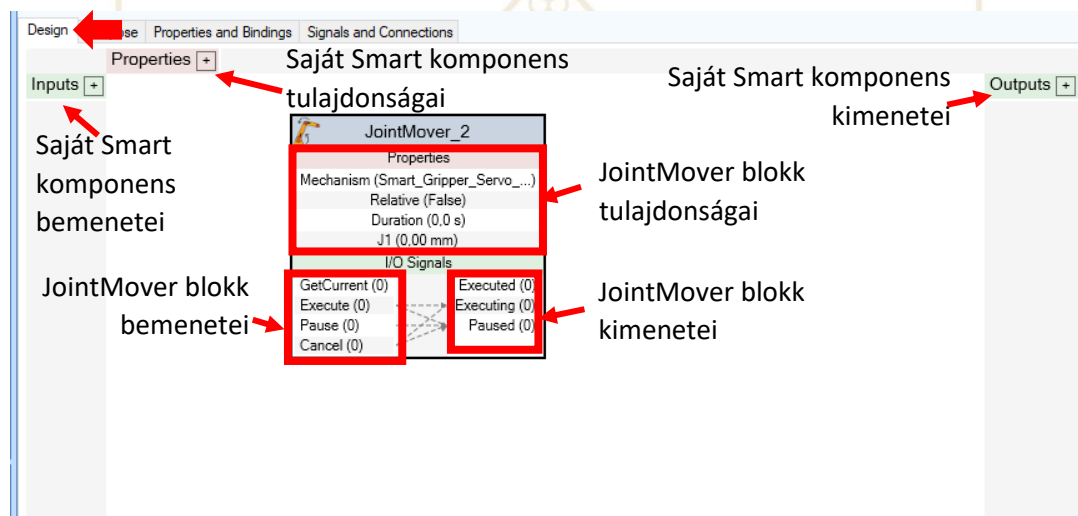 Design
se Properties and Bindings Signals and Connections
Properties +
Saját Smart komponens
tulajdonságai
Saját Smart komponens
kimenetei
Inputs +
Outputs +
Saját Smart
komponens
bemenetei
JointMover_2
Properties
Mechanism (Smart_Gripper_Servo_...)
Relative (False)
Duration (0,0 s)
J1 (0,00 mm)
JointMover blokk
tulajdonságai
I/O Signals
GetCurrent (0) Executed (0)
Execute (0) Executing (0)
Pause (0) Paused (0)
Cancel (0)
JointMover blokk
bemenetei
JointMover blokk
kimenetei